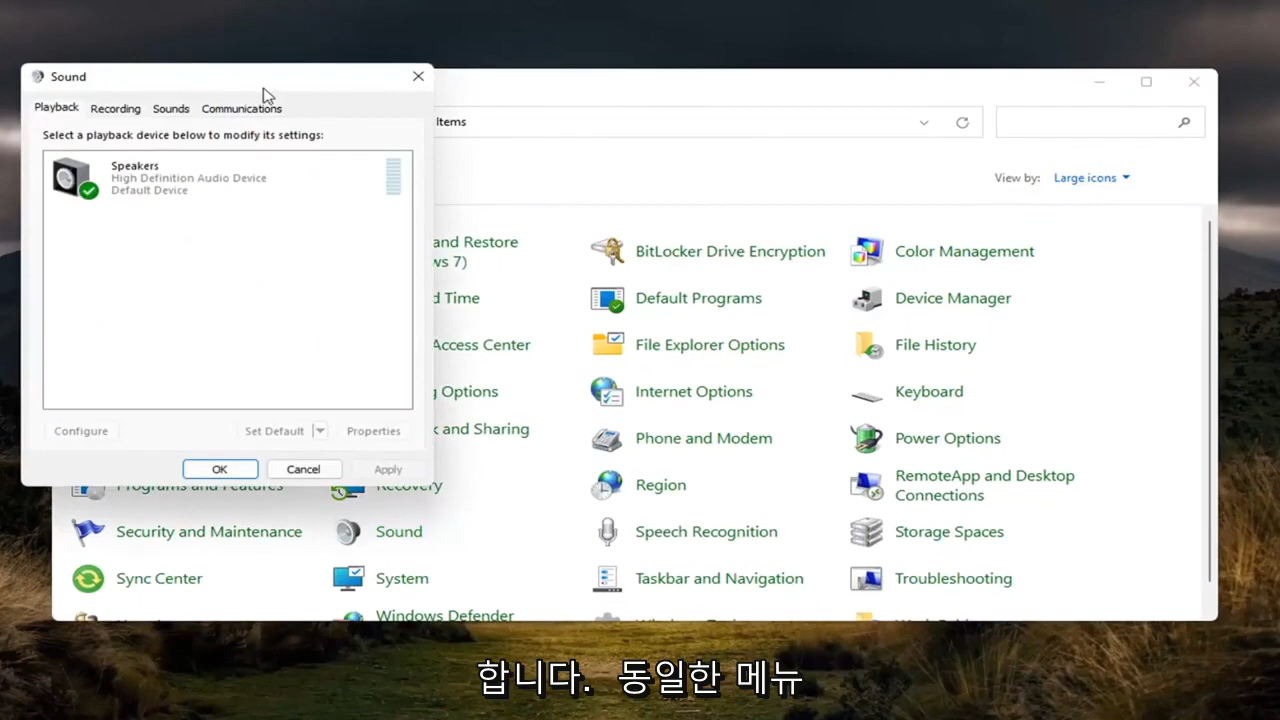 Sound
Playback
Recording
Sounds
Communications
Select a playback device below to modify its settings:
Speakers
High Definition Audio Device
Default Device
Configure
Set Default
Properties
OK
Cancel
Apply
Items
View by:
Large icons
and Restore
ws 7)
BitLocker Drive Encryption
Color Management
d Time
Default Programs
Device Manager
Access Center
File Explorer Options
File History
g Options
Internet Options
Keyboard
k and Sharing
Phone and Modem
Power Options
Programs and Features
Recovery
Region
RemoteApp and Desktop
Connections
Security and Maintenance
Sound
Speech Recognition
Storage Spaces
Sync Center
System
Taskbar and Navigation
Troubleshooting
Windows Defender
합니다. 동일한 메뉴